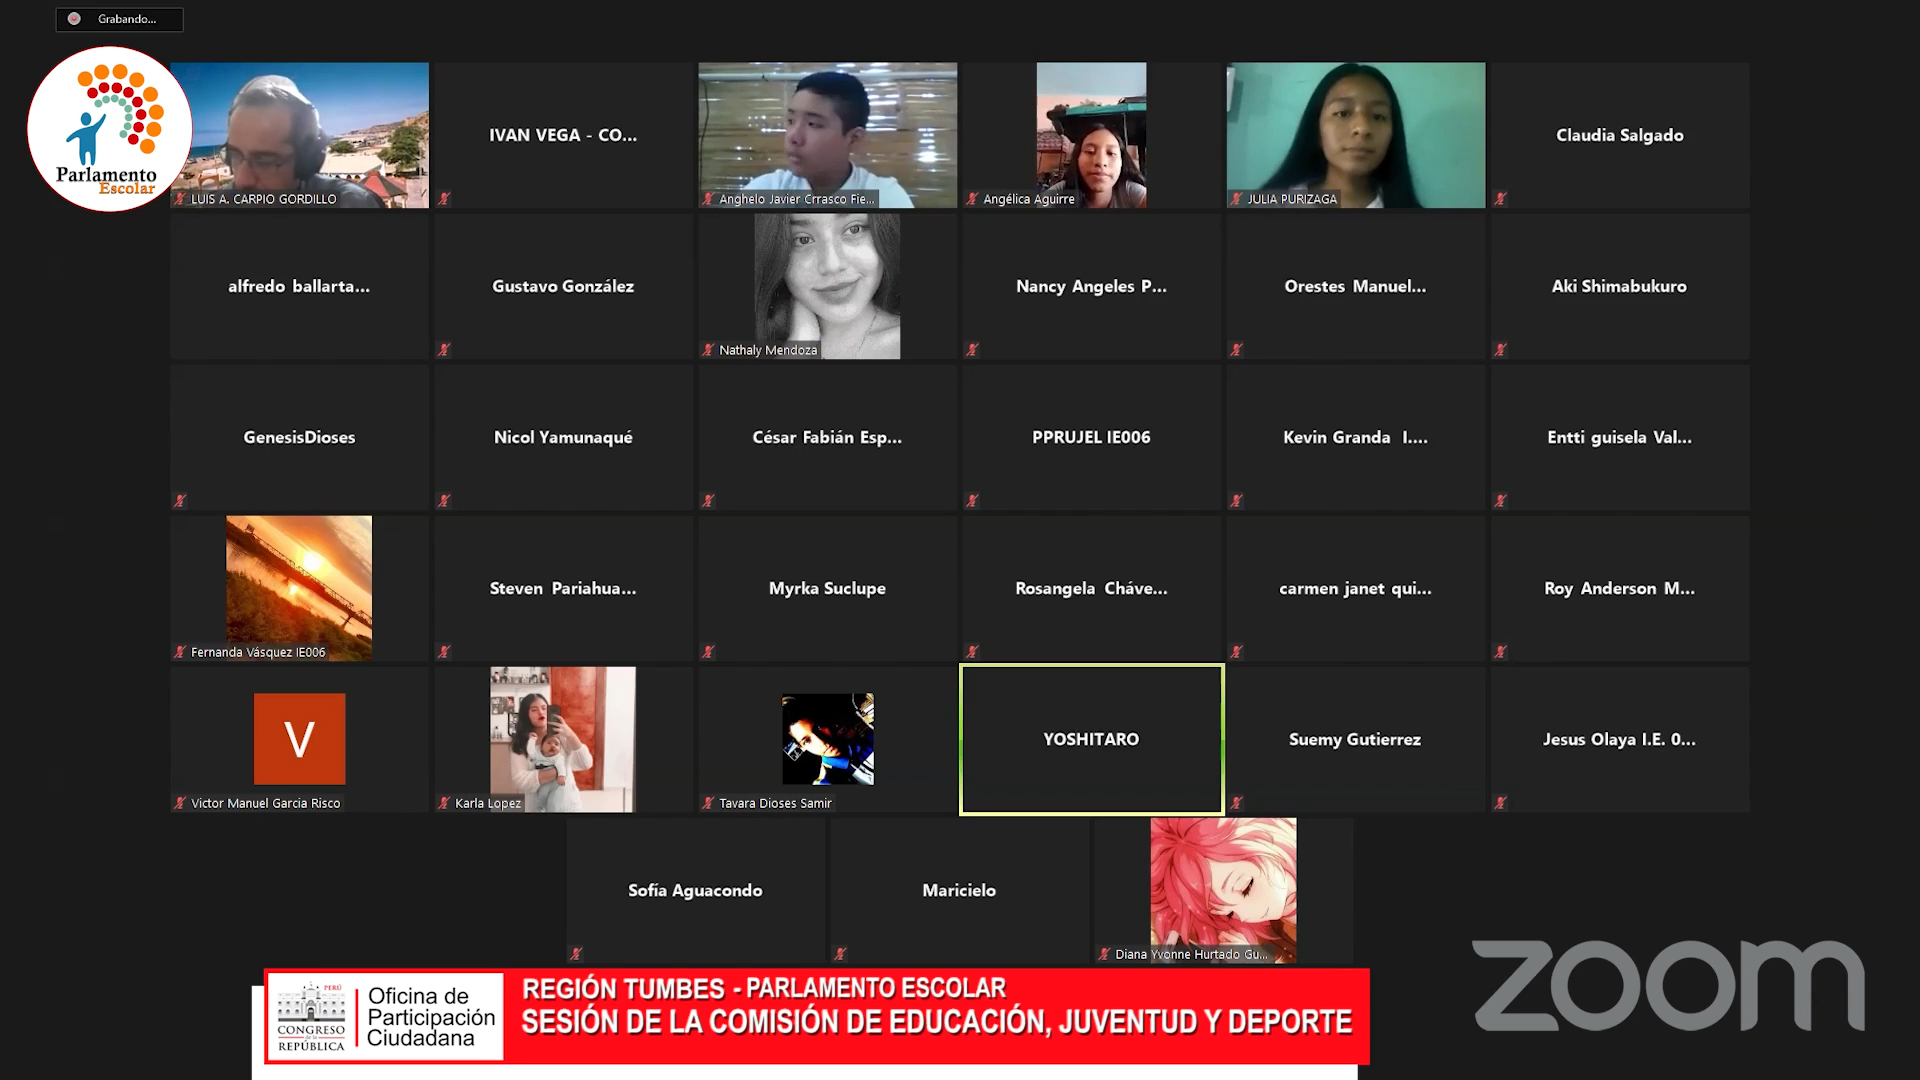 Grabando...
Parlamento
Escolar
LUIS A. CARPIO GORDILLO
IVAN VEGA - CO...
Anghelo Javier Crrasco Fie...
Angélica Aguirre
JULIA PURIZAGA
Claudia Salgado
alfredo ballarta...
Gustavo González
Nathaly Mendoza
Nancy Angeles P...
Orestes Manuel...
Aki Shimabukuro
GenesisDioses
Nicol Yamunaqué
César Fabián Esp...
PPRUJEL IE006
Kevin Granda I....
Entti guisela Val...
Fernanda Vásquez IE006
Steven Pariahua...
Myrka Suclupe
Rosangela Cháve...
carmen janet qui...
Roy Anderson M...
V
Victor Manuel Garcia Risco
Karla Lopez
Tavara Dioses Samir
YOSHITARO
Suemy Gutierrez
Jesus Olaya I.E. 0...
Sofía Aguacondo
Maricielo
Diana Yvonne Hurtado Gu...
PERÚ
CONGRESO
de la
REPÚBLICA
Oficina de
Participación
Ciudadana
REGIÓN TUMBES - PARLAMENTO ESCOLAR
SESIÓN DE LA COMISIÓN DE EDUCACIÓN, JUVENTUD Y DEPORTE
zoom